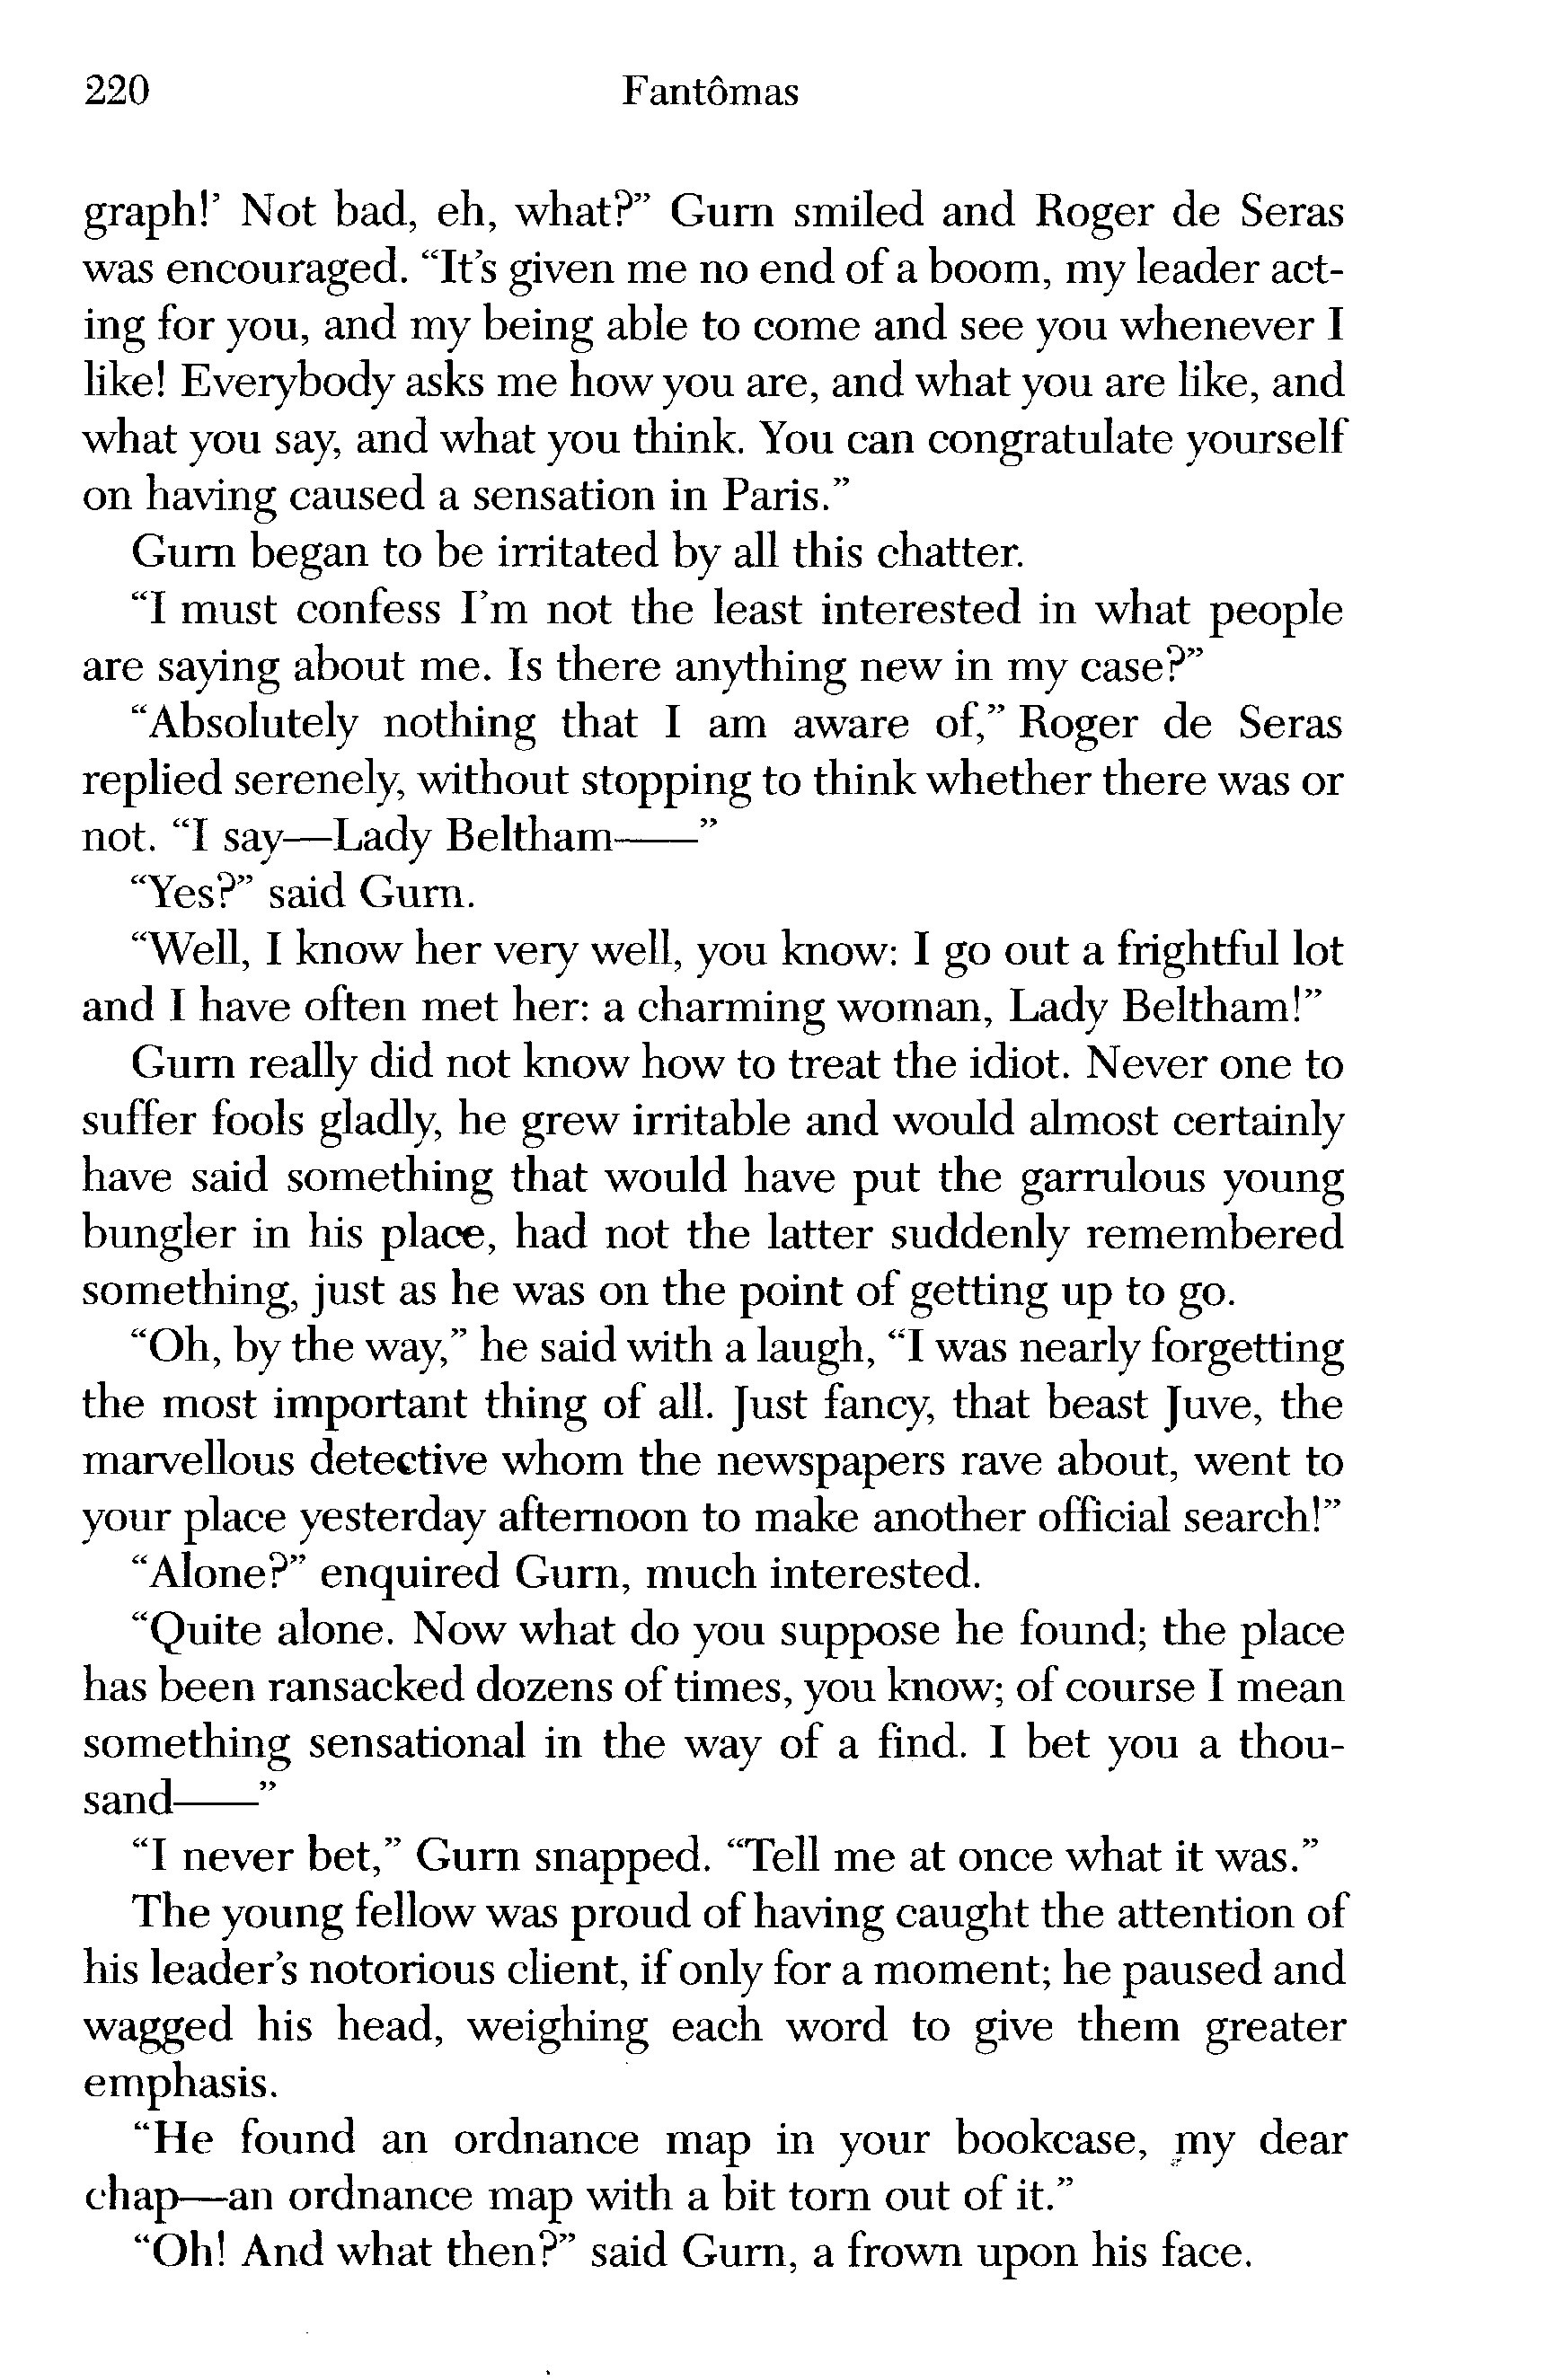 220 Fantômas
graph!’ Not bad, eh, what?” Gurn smiled and Roger de Seras
was encouraged. “It’s given me no end of a boom, my leader act-
ing for you, and my being able to come and see you whenever I
like! Everybody asks me how you are, and what you are like, and
what you say, and what you think. You can congratulate yourself
on having caused a sensation in Paris.”
Gurn began to be irritated by all this chatter.
“I must confess I’m not the least interested in what people
are saying about me. Is there anything new in my case?”
“Absolutely nothing that I am aware of,” Roger de Seras
replied serenely, without stopping to think whether there was or
not. “I say—Lady Beltham——”
“Yes?” said Gurn.
“Well, I know her very well, you know: I go out a frightful lot
and I have often met her: a charming woman, Lady Beltham!”
Gurn really did not know how to treat the idiot. Never one to
suffer fools gladly, he grew irritable and would almost certainly
have said something that would have put the garrulous young
bungler in his place, had not the latter suddenly remembered
something, just as he was on the point of getting up to go.
“Oh, by the way,” he said with a laugh, “I was nearly forgetting
the most important thing of all. Just fancy, that beast Juve, the
marvellous detective whom the newspapers rave about, went to
your place yesterday afternoon to make another official search!”
“Alone?” enquired Gurn, much interested.
“Quite alone. Now what do you suppose he found; the place
has been ransacked dozens of times, you know; of course I mean
something sensational in the way of a find. I bet you a thou-
sand——”
“I never bet,” Gurn snapped. “Tell me at once what it was.”
The young fellow was proud of having caught the attention of
his leader’s notorious client, if only for a moment; he paused and
wagged his head, weighing each word to give them greater
emphasis.
“He found an ordnance map in your bookcase, my dear
chap—an ordnance map with a bit torn out of it.”
“Oh! And what then?” said Gurn, a frown upon his face.